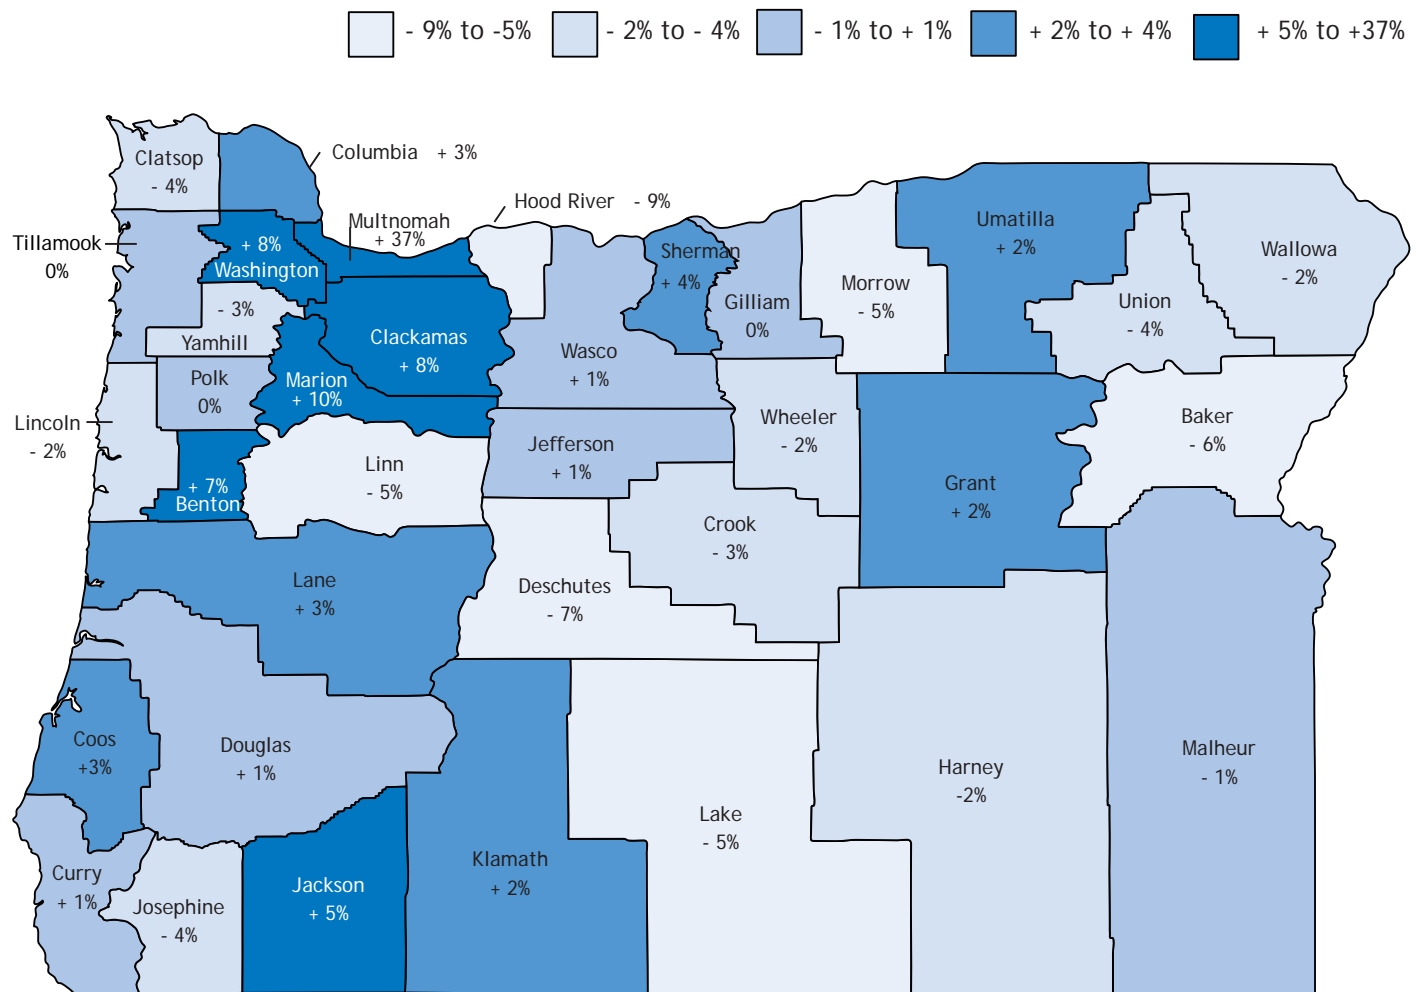 - 9% to -5%
- 2% to - 4%
- 1% to + 1%
+ 2% to + 4%
+ 5% to +37%
Clatsop
- 4%
Columbia + 3%
Hood River - 9%
Multnomah
+ 37%
Tillamook
0%
+ 8%
Washington
- 3%
Yamhill
Clackamas
+ 8%
Sherman
+ 4%
Gilliam
0%
Morrow
- 5%
Umatilla
+ 2%
Union
- 4%
Wallowa
- 2%
Wasco
+ 1%
Polk
0%
Marion
+ 10%
Lincoln
- 2%
+ 7%
Benton
Linn
- 5%
Jefferson
+ 1%
Wheeler
- 2%
Baker
- 6%
Grant
+ 2%
Crook
- 3%
Lane
+ 3%
Deschutes
- 7%
Coos
+3%
Douglas
+ 1%
Malheur
- 1%
Harney
-2%
Lake
- 5%
Klamath
+ 2%
Curry
+ 1%
Josephine
- 4%
Jackson
+ 5%